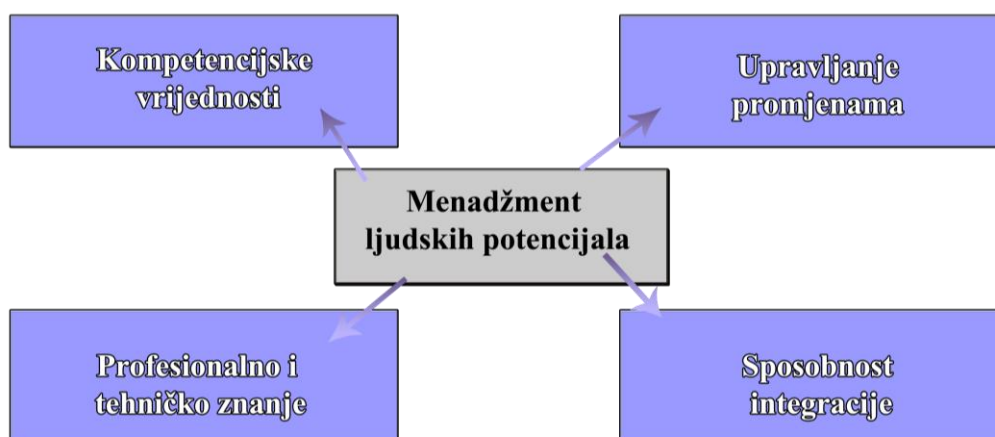 Kompetencijske
vrijednosti
Upravljanje
promjenama
Menadžment
ljudskih potencijala
Profesionalno i
tehničko znanje
Sposobnost
integracije